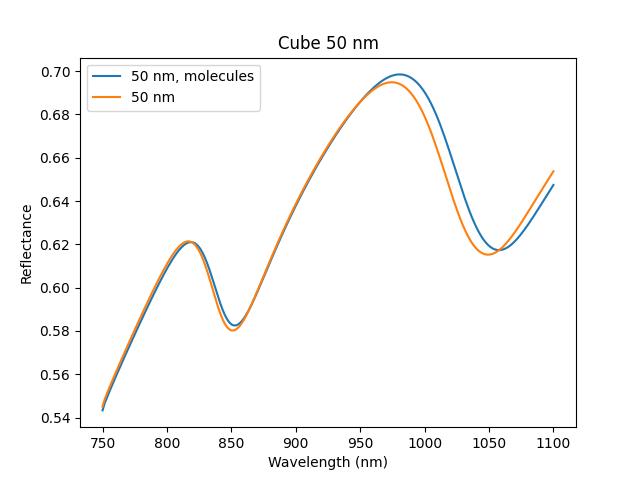 Cube 50 nm
50 nm, molecules
50 nm
Reflectance
0.70
0.68
0.66
0.64
0.62
0.60
0.58
0.56
0.54
750 800 850 900 950 1000 1050 1100
Wavelength (nm)